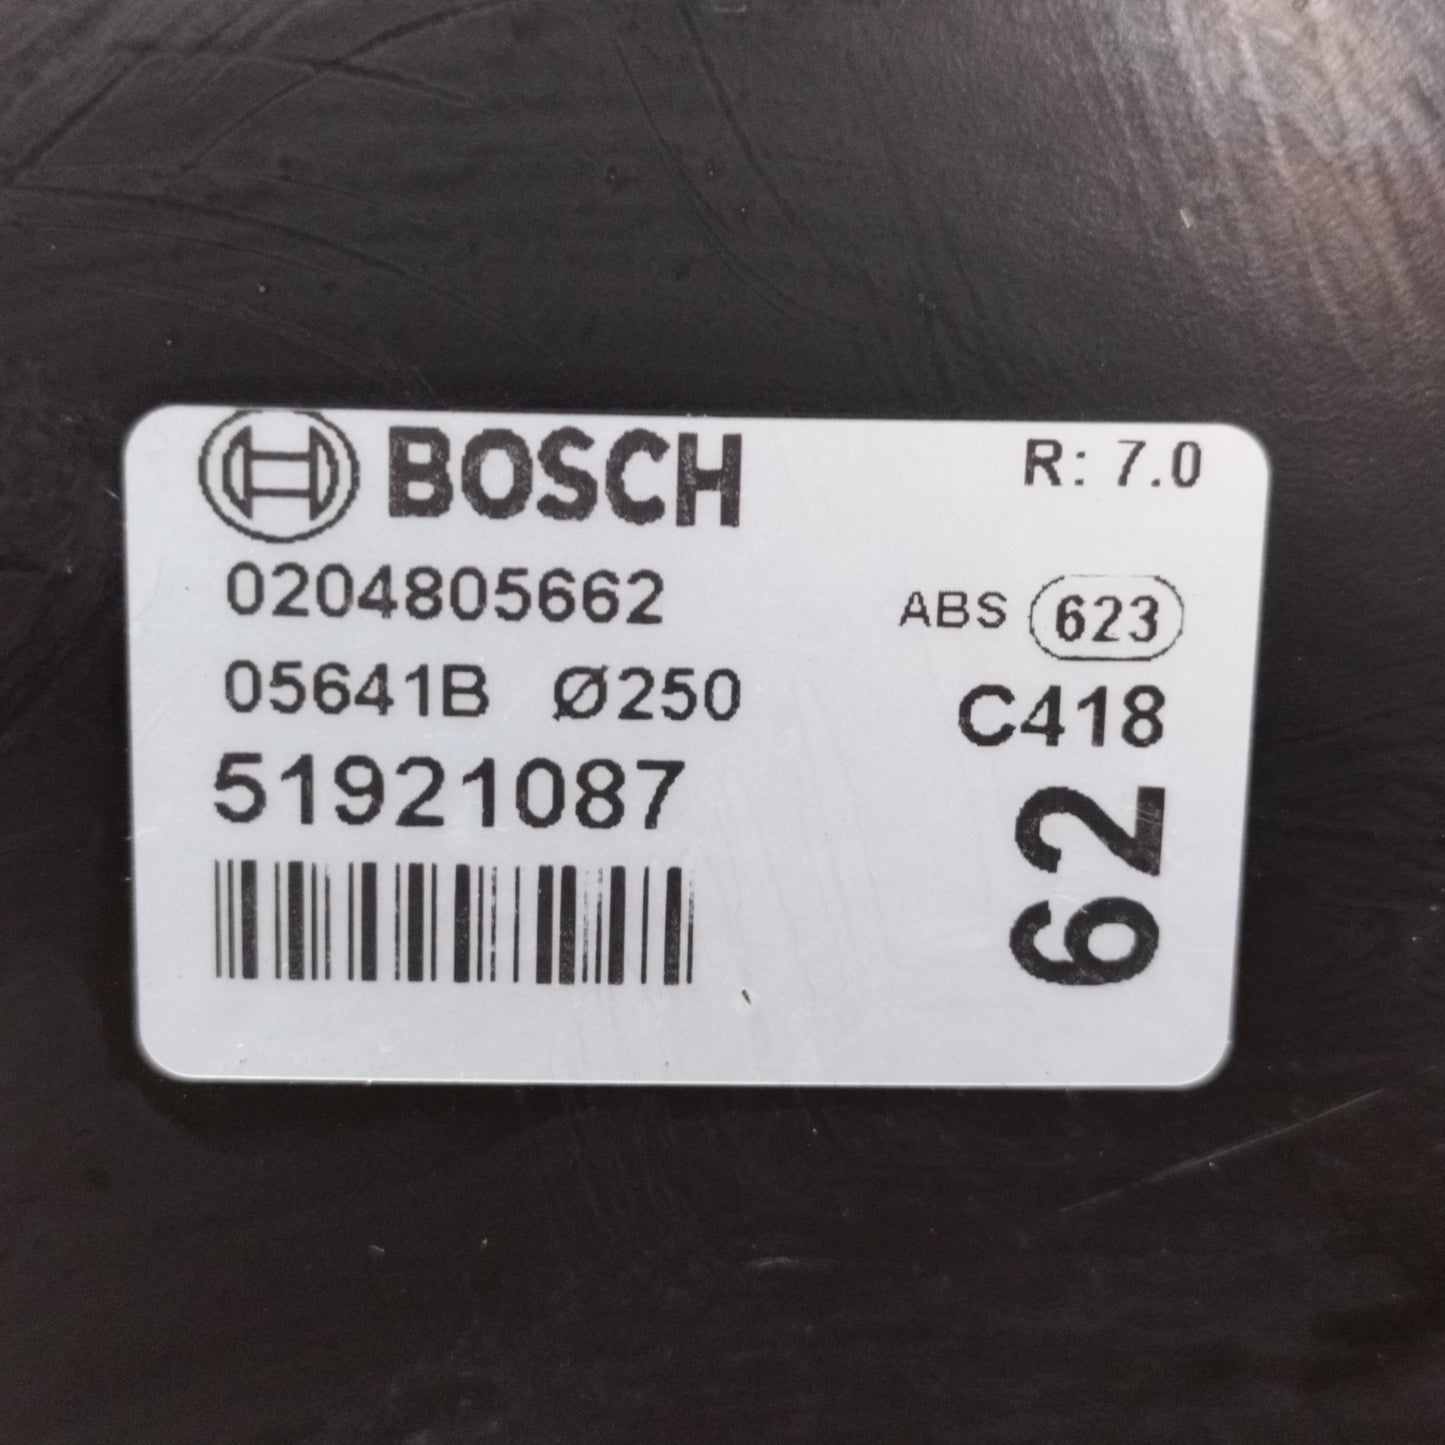 BOSCH
R: 7.0
0204805662
ABS 623
05641B Ø250
C418
51921087
62